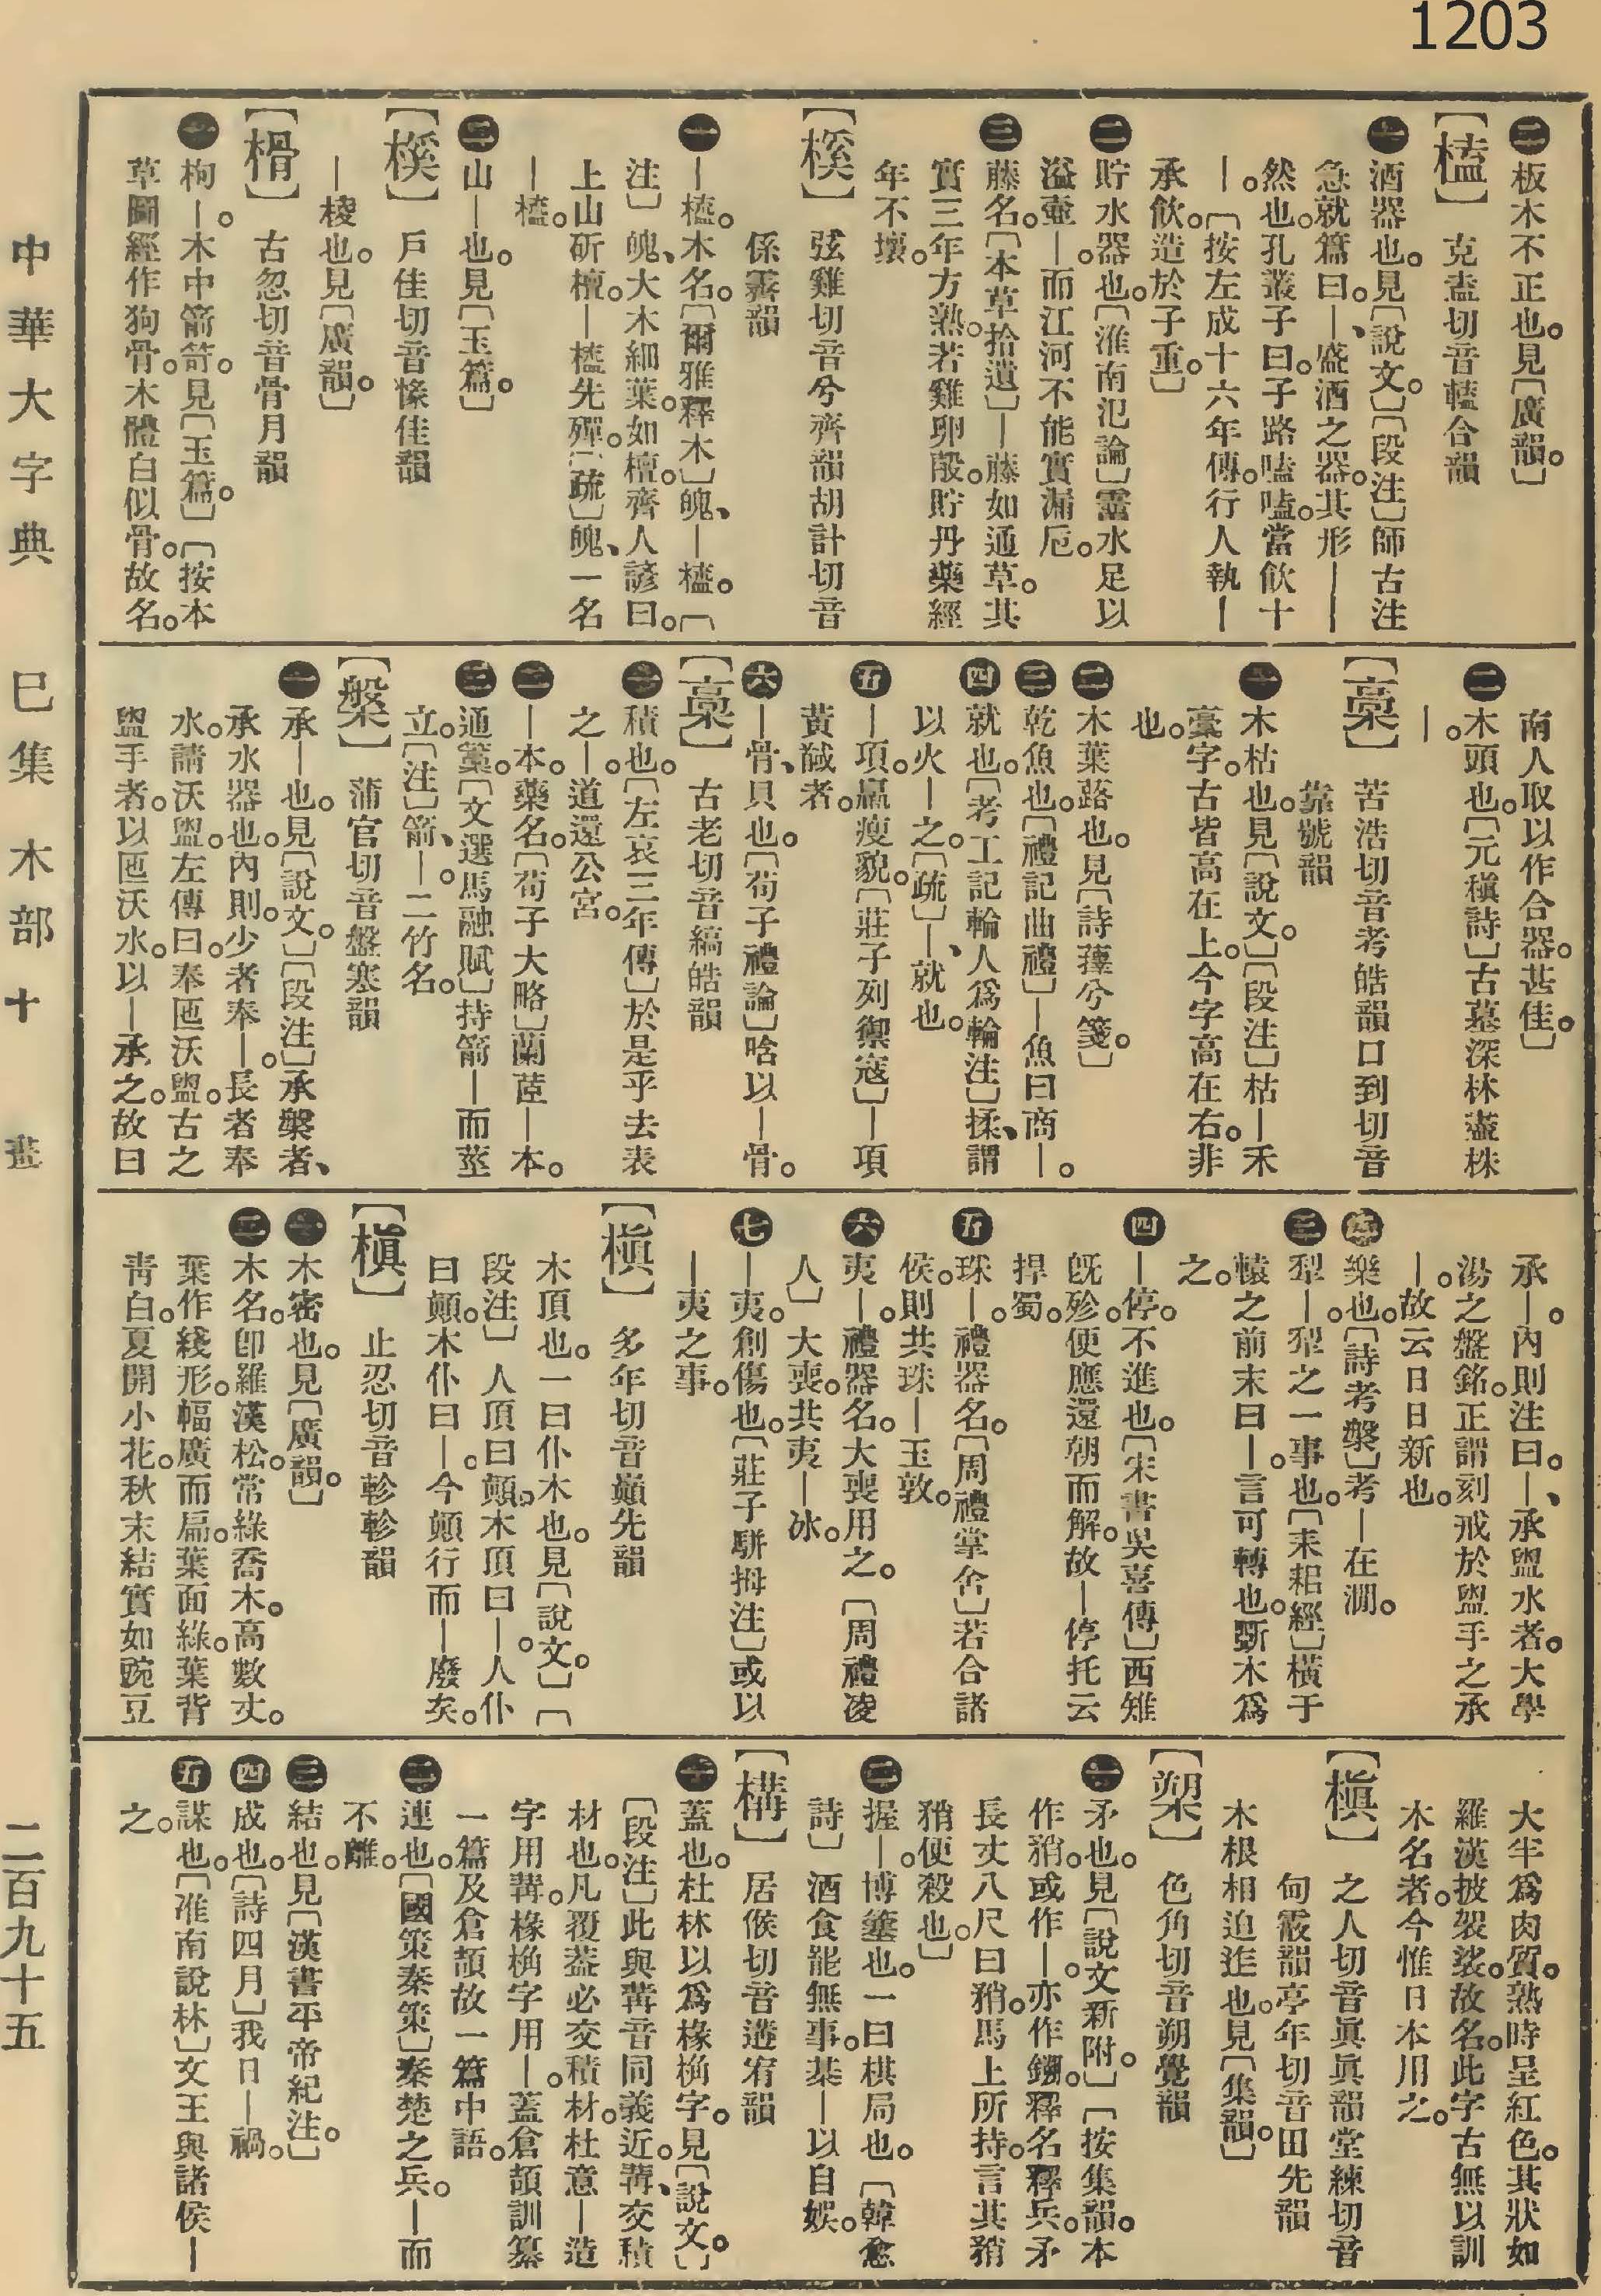 1203
㊁板木不正也。見〔廣韻。〕
【榼】克盍切音䪚合韻
㊀酒器也。見〔說文。〕〔段注〕師古注
急就篇曰。—、盛酒之器。其形——
然也。孔叢子曰。子路嗑嗑。當飲十
—。〔按左成十六年傳。行人執—
承飲。造於子重。〕
㊁貯水器也。〔淮南氾論〕霤水足以
溢壺—。而江河不能實漏卮。
㊂藤名。〔本草拾遺〕—藤如通草。其
實三年方熟。若雞卵。殷貯丹藥經
年不壞。
【榽】弦雞切音兮齊韻胡計切音
係霽韻
㊀—橀。木名。〔爾雅釋木〕魄、—橀。〔
注〕魄、大木細葉。如檀。齊人諺曰。
上山斫檀。—橀先殫。〔疏〕魄、一名
—橀。
㊁山—也。見〔玉篇。〕
【榽】戶佳切音㒠佳韻
—棱也。見〔廣韻。〕
【榾】古忽切音骨月韻
㊀枸—。木中箭笴。見〔玉篇。〕〔按本
草圖經作狗骨。木體白似骨。故名。
南人取以作合器。甚佳。〕
㊁木頭也。〔元稹詩〕古墓深林盡株
—。
【槀】苦浩切音考皓韻口到切音
靠號韻
㊀木枯也。見〔說文。〕〔段注〕枯—禾
稾字。古皆高在上。今字高在右。非
也。
㊁木葉蕗也。見〔詩蘀兮箋。〕
㊂乾魚也。〔禮記曲禮〕—魚曰商—。
㊃就也。〔考工記輪人爲輪注〕揉、謂
以火—之。〔疏〕—、就也。
㊄—項。羸瘦貌。〔莊子列禦寇〕—項
黃馘者。
㊅—骨、貝也。〔荀子禮論〕啥以—骨。
【槀】古老切音縞皓韻
㊀積也。〔左哀三年傳〕於是乎去表
之—。道還公宮。
㊁—本。藥名。〔荀子大略〕蘭茝—本。
㊂通藁。〔文選馬融賦〕持箭—而莖
立。〔注〕箭、—。二竹名。
【槃】蒲官切音盤寒韻
㊀承—也。見〔說文。〕〔段注〕承槃者、
承水器也。內則。少者奉—。長者奉
水。請沃盥。左傳曰。奉匜沃盥。古之
盥手者。以匜沃水。以—承之。故曰
承—。內則注曰。—、承盥水者。大學
湯之盤銘。正謂刻戒於盥手之承
—。故云日日新也。
㊃樂也。〔詩考槃〕考—在澗。
㊂犁—。犁之一事也。〔耒耜經〕橫于
轅之前末曰—。言可轉也。斲木爲
之。
㊃—停。不進也。〔宋書吳喜傳〕西雉
既殄。便應還朝而解。故—停托云
捍蜀。
㊄珠—。禮器名。〔周禮掌舍〕若合諸
侯。則共珠—玉敦。
㊅夷—。禮器名。大喪用之。〔周禮凌
人〕大喪。共夷—冰。
㊆—夷。創傷也。〔莊子駢拇注〕或以
—夷之事。
【槇】多年切音巓先韻
木頂也。一曰仆木也。見〔說文。〕〔
段注〕人頂曰顛。木頂曰—。人仆
曰顛。木仆曰—。今顛行而—廢矣。
【槇】止忍切音軫軫韻
㊀木密也。見〔廣韻。〕
㊁木名。卽羅漢松。常綠喬木。高數丈。
葉作綫形。幅廣而扁。葉面綠。葉背
靑白。夏開小花。秋末結實如豌豆
大半爲肉質。熟時呈紅色。其狀如
羅漢披袈裟。故名。此字古無以訓
木名者。今惟日本用之。
【槇】之人切音眞眞韻堂練切音
甸霰韻亭年切音田先韻
木根相迫迮也。見〔集韻。〕
【槊】色角切音朔覺韻
㊀矛也。見〔說文新附。〕〔按集韻。本
作矟。或作—。亦作鎙。釋名釋兵。矛
長丈八尺曰矟。馬上所持。言其矟
矟便殺也。〕
㊁握—。博簺也。一曰棋局也。〔韓愈
詩〕酒食能無事。棊—以自娛。
【構】居候切音遘宥韻
㊀蓋也。杜林以爲椽桷字。見〔說文。〕
〔段注〕此與冓音同義近。冓、交積
材也。凡覆蓋必交積材。杜意—造
字用冓。椽桷字用—。蓋倉頡訓纂
一篇。及倉頡故一篇中語。
㊁連也。〔國策秦策〕秦楚之兵。—而
不離。
㊂結也。見〔漢書平帝紀注。〕
㊃成也。〔詩四月〕我日—禍。
㊄謀也。〔淮南說林〕文王與諸侯—
之。
中華大字典　巳集　木部　十　畫　二百九十五